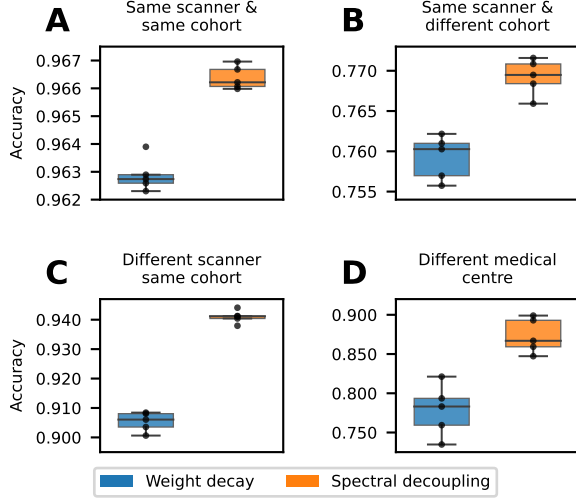 A
Same scanner &
same cohort
Accuracy
0.967
0.966
0.965
0.964
0.963
0.962
B
Same scanner &
different cohort
0.770
0.765
0.760
0.755
C
Different scanner
same cohort
Accuracy
0.940
0.930
0.920
0.910
0.900
D
Different medical
centre
0.900
0.850
0.800
0.750
Weight decay
Spectral decoupling